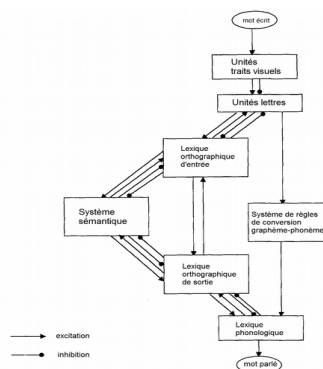 mot écrit
Unités
traits visuels
Unités lettres
Lexique
orthographique
d'entrée
Système
sémantique
Système de règles
de conversion
graphème-phonème
Lexique
orthographique
de sortie
Lexique
phonologique
excitation
inhibition
mot parlé